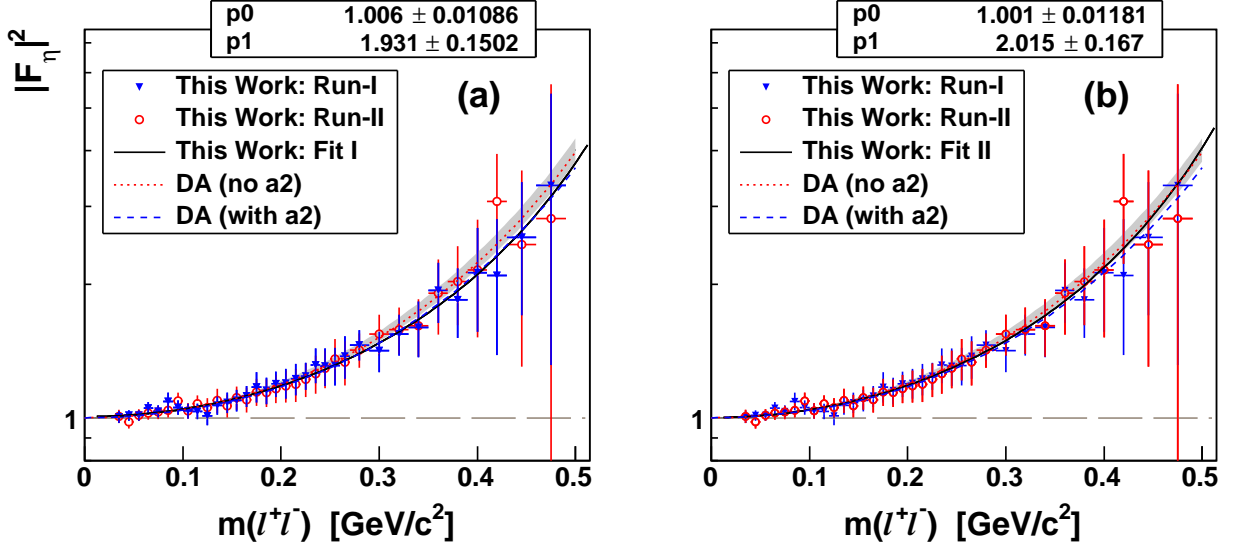 p0 1.006 ± 0.01086
p1 1.931 ± 0.1502
|F_η|²
This Work: Run-I
This Work: Run-II
This Work: Fit I
DA (no a2)
DA (with a2)
(a)
1
0 0.1 0.2 0.3 0.4 0.5
m(l⁺l⁻) [GeV/c²]
p0 1.001 ± 0.01181
p1 2.015 ± 0.167
This Work: Run-I
This Work: Run-II
This Work: Fit II
DA (no a2)
DA (with a2)
(b)
1
0 0.1 0.2 0.3 0.4 0.5
m(l⁺l⁻) [GeV/c²]